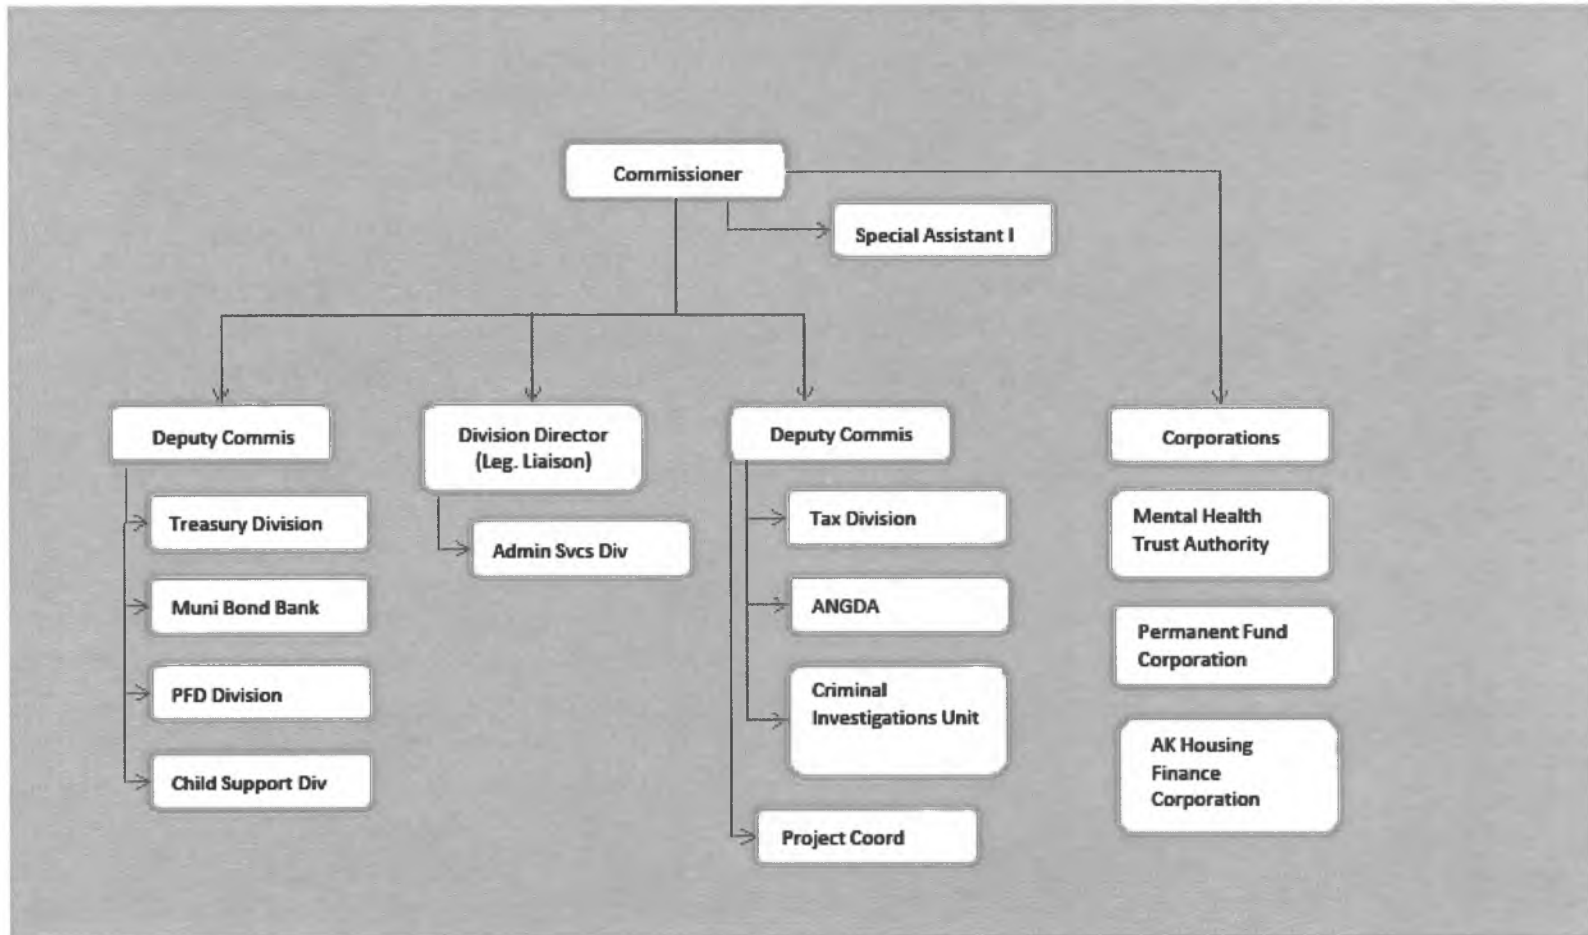 Commissioner
Special Assistant I
Deputy Commis
Treasury Division
Muni Bond Bank
PFD Division
Child Support Div
Division Director
(Leg. Liaison)
Admin Svcs Div
Deputy Commis
Tax Division
ANGDA
Criminal
Investigations Unit
Project Coord
Corporations
Mental Health
Trust Authority
Permanent Fund
Corporation
AK Housing
Finance
Corporation